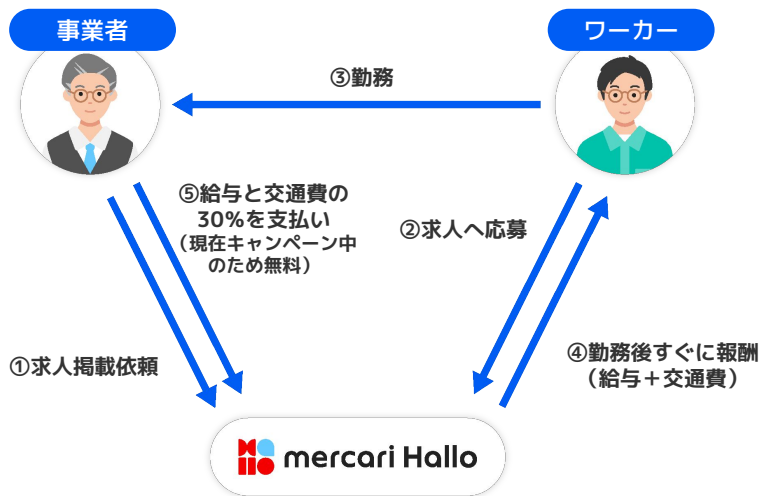 事業者
ワーカー
③勤務
⑤給与と交通費の
30%を支払い
（現在キャンペーン中
のため無料）
②求人へ応募
①求人掲載依頼
④勤務後すぐに報酬
（給与＋交通費）
mercari Hallo